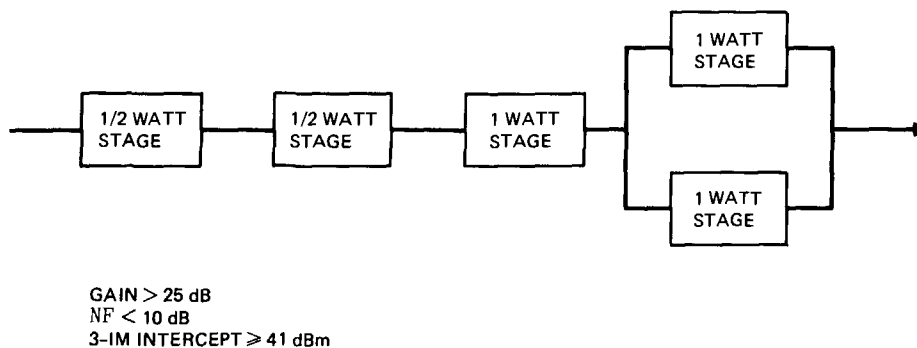 1/2 WATT
STAGE
1/2 WATT
STAGE
1 WATT
STAGE
1 WATT
STAGE
1 WATT
STAGE
GAIN > 25 dB
NF < 10 dB
3-IM INTERCEPT ⩾ 41 dBm